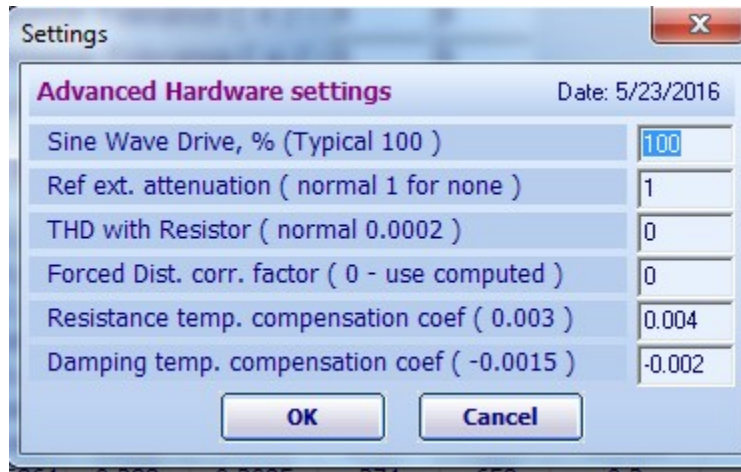 Settings
Advanced Hardware settings Date: 5/23/2016
Sine Wave Drive, % (Typical 100 ) 100
Ref ext. attenuation ( normal 1 for none ) 1
THD with Resistor ( normal 0.0002 ) 0
Forced Dist. corr. factor ( 0 - use computed ) 0
Resistance temp. compensation coef ( 0.003 ) 0.004
Damping temp. compensation coef ( -0.0015 ) -0.002
OK Cancel